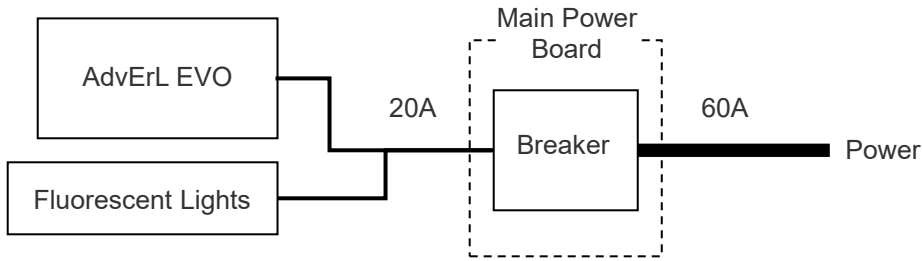 Main Power
Board
AdvErL EVO
20A
60A
Breaker
Power
Fluorescent Lights